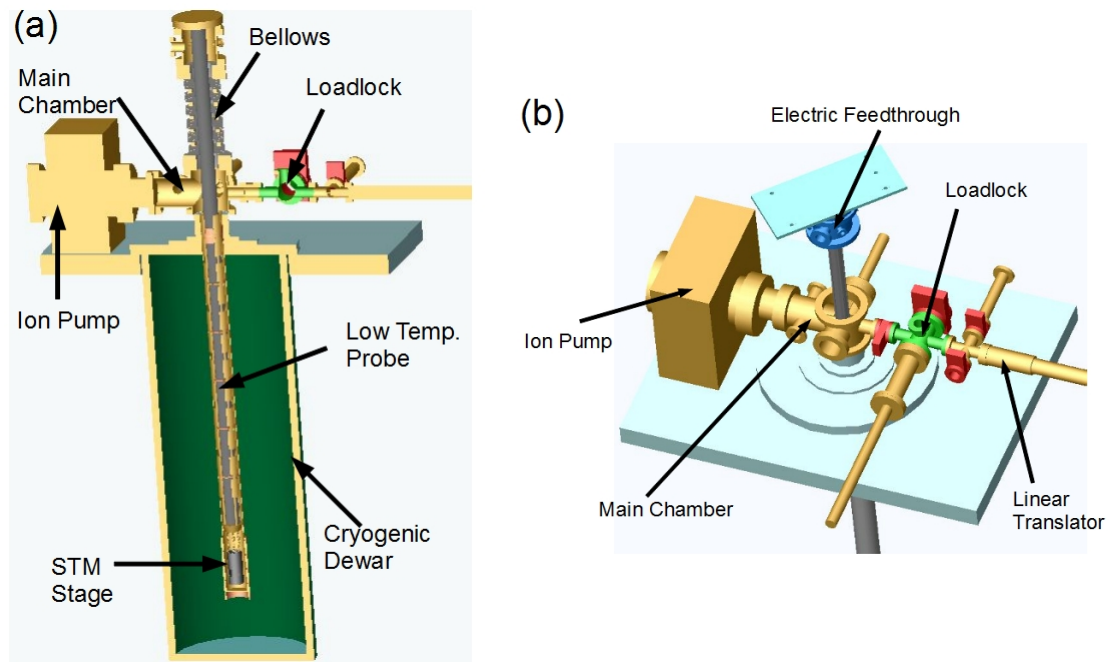 (a)
Bellows
Main
Chamber
Loadlock
Ion Pump
Low Temp.
Probe
Cryogenic
Dewar
STM
Stage
(b)
Electric Feedthrough
Loadlock
Ion Pump
Main Chamber
Linear
Translator